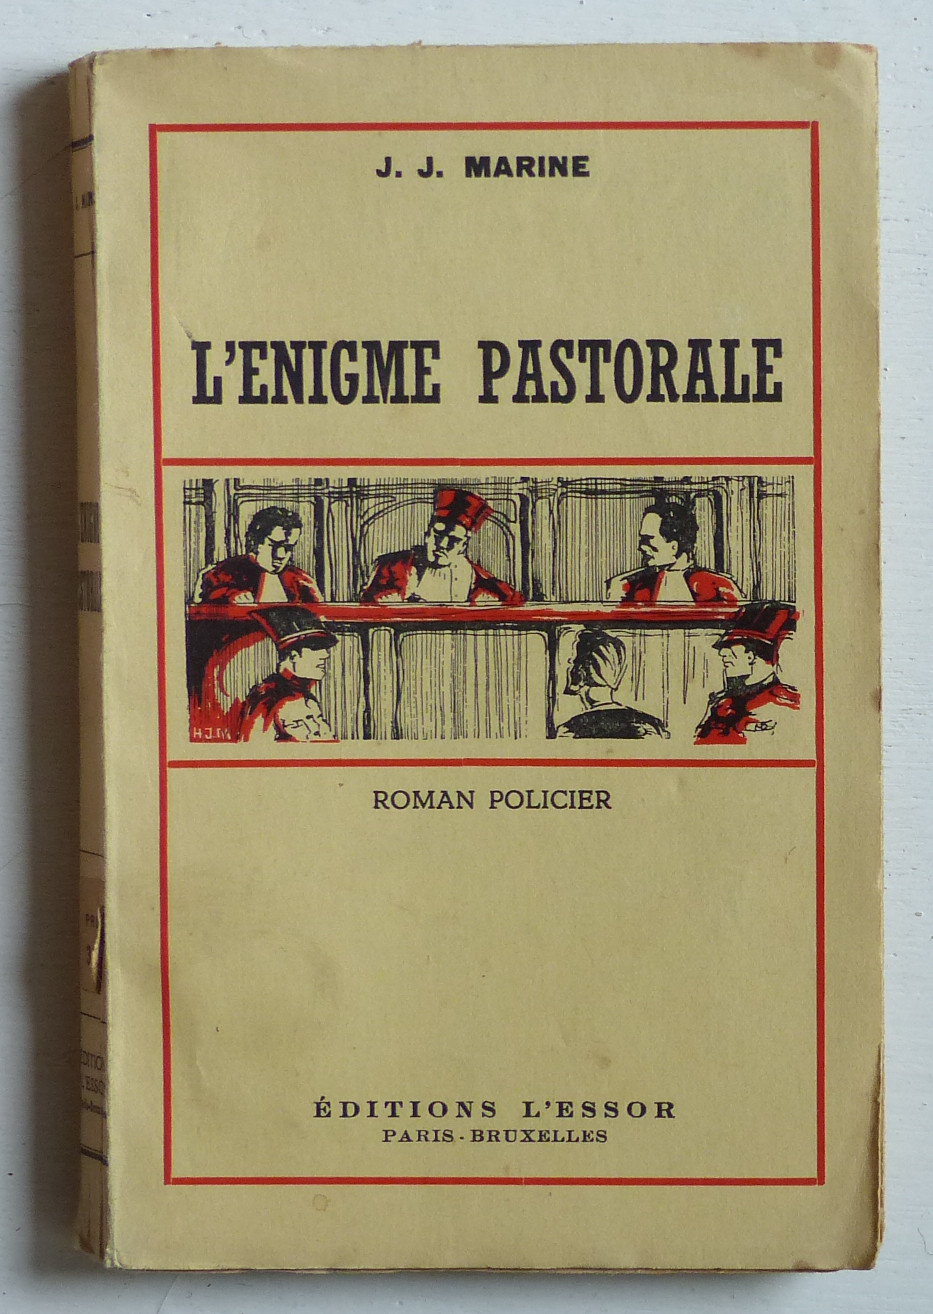 J. J. MARINE
L'ENIGME PASTORALE
H.J.
ROMAN POLICIER
ÉDITIONS L'ESSOR
PARIS-BRUXELLES